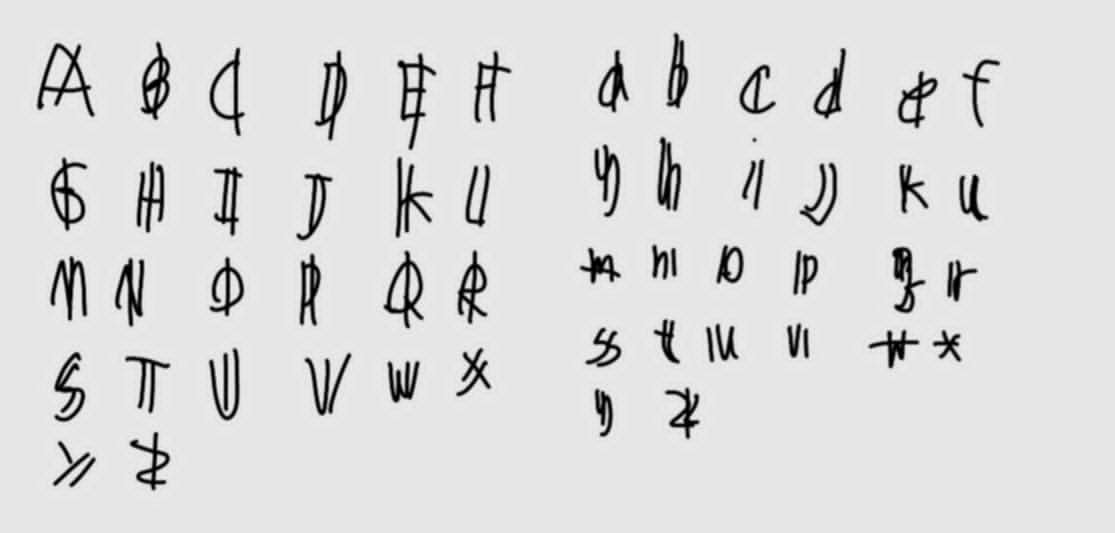 A B C D E F
G H I J K L
M N O P Q R
S T U V W X
Y Z
a b c d e f
g h i j k l
m n o p q r
s t u v w x
y z